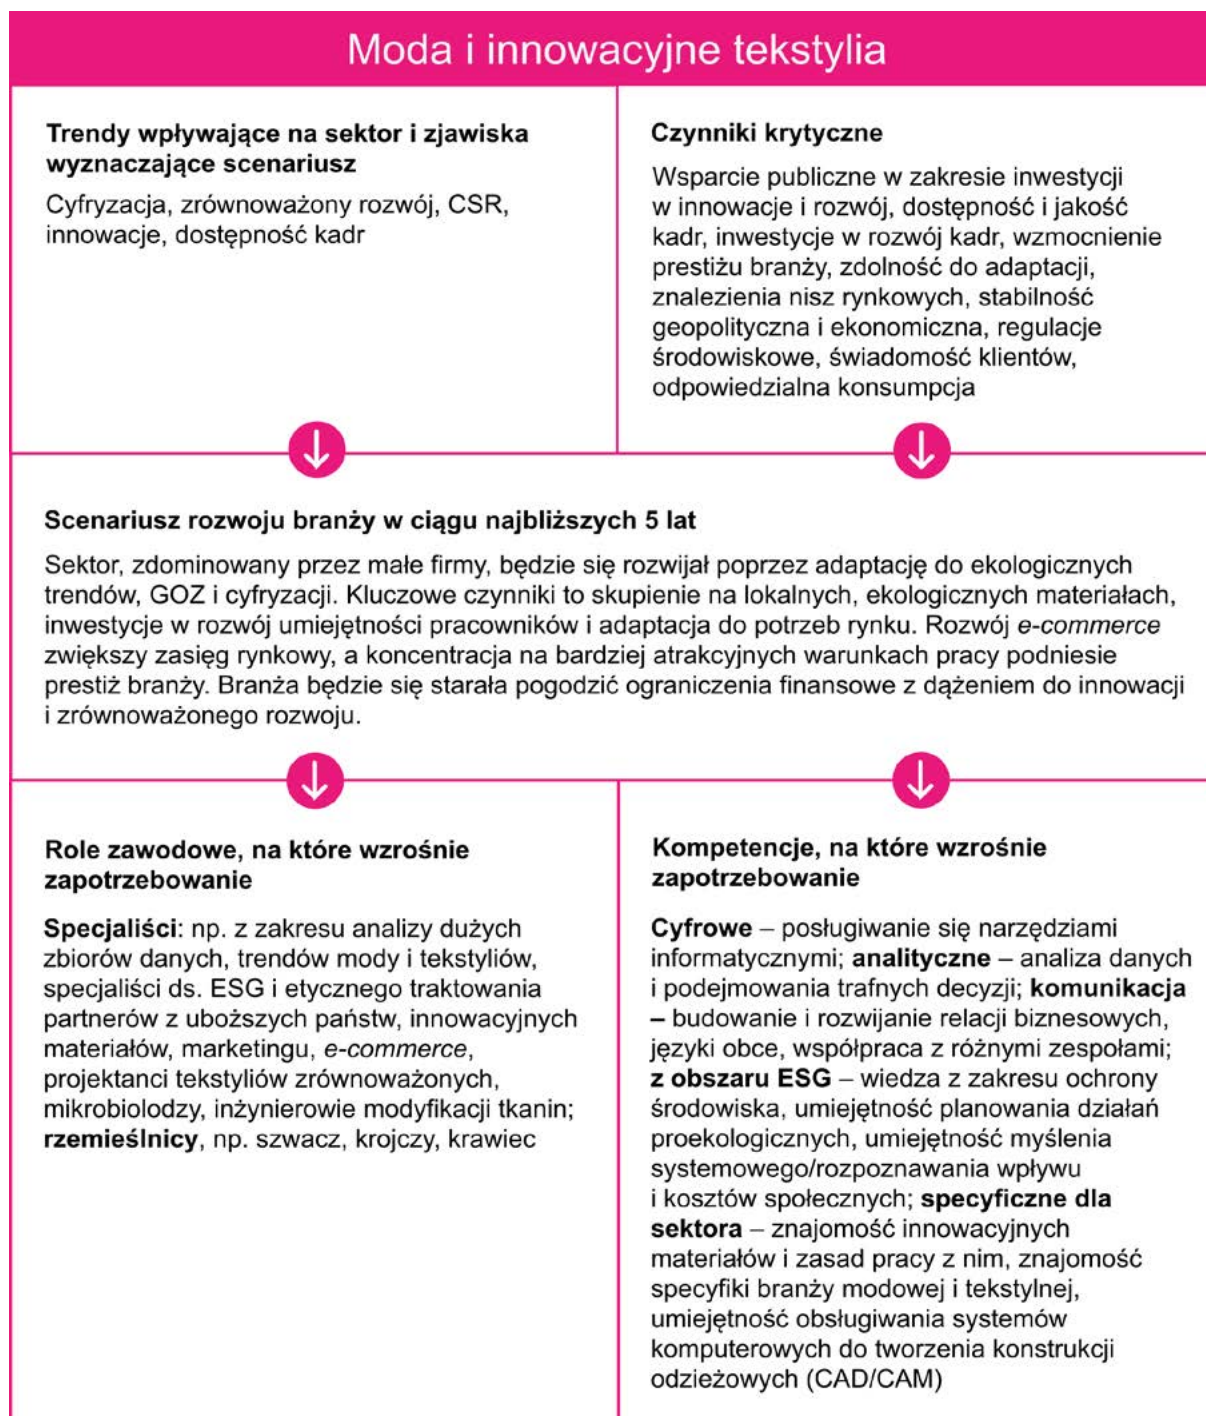 Moda i innowacyjne tekstylia
Trendy wpływające na sektor i zjawiska
wyznaczające scenariusz
Cyfryzacja, zrównoważony rozwój, CSR,
innowacje, dostępność kadr
Czynniki krytyczne
Wsparcie publiczne w zakresie inwestycji
w innowacje i rozwój, dostępność i jakość
kadr, inwestycje w rozwój kadr, wzmocnienie
prestiżu branży, zdolność do adaptacji,
znalezienia nisz rynkowych, stabilność
geopolityczna i ekonomiczna, regulacje
środowiskowe, świadomość klientów,
odpowiedzialna konsumpcja
Scenariusz rozwoju branży w ciągu najbliższych 5 lat
Sektor, zdominowany przez małe firmy, będzie się rozwijał poprzez adaptację do ekologicznych
trendów, GOZ i cyfryzacji. Kluczowe czynniki to skupienie na lokalnych, ekologicznych materiałach,
inwestycje w rozwój umiejętności pracowników i adaptacja do potrzeb rynku. Rozwój e-commerce
zwiększy zasięg rynkowy, a koncentracja na bardziej atrakcyjnych warunkach pracy podniesie
prestiż branży. Branża będzie się starała pogodzić ograniczenia finansowe z dążeniem do innowacji
i zrównoważonego rozwoju.
Role zawodowe, na które wzrośnie
zapotrzebowanie
Specjaliści: np. z zakresu analizy dużych
zbiorów danych, trendów mody i tekstyliów,
specjaliści ds. ESG i etycznego traktowania
partnerów z uboższych państw, innowacyjnych
materiałów, marketingu, e-commerce,
projektanci tekstyliów zrównoważonych,
mikrobiolodzy, inżynierowie modyfikacji tkanin;
rzemieślnicy, np. szwacz, krojczy, krawiec
Kompetencje, na które wzrośnie
zapotrzebowanie
Cyfrowe – posługiwanie się narzędziami
informatycznymi; analityczne – analiza danych
i podejmowania trafnych decyzji; komunikacja
– budowanie i rozwijanie relacji biznesowych,
języki obce, współpraca z różnymi zespołami;
z obszaru ESG – wiedza z zakresu ochrony
środowiska, umiejętność planowania działań
proekologicznych, umiejętność myślenia
systemowego/rozpoznawania wpływu
i kosztów społecznych; specyficzne dla
sektora – znajomość innowacyjnych
materiałów i zasad pracy z nim, znajomość
specyfiki branży modowej i tekstylnej,
umiejętność obsługiwania systemów
komputerowych do tworzenia konstrukcji
odzieżowych (CAD/CAM)